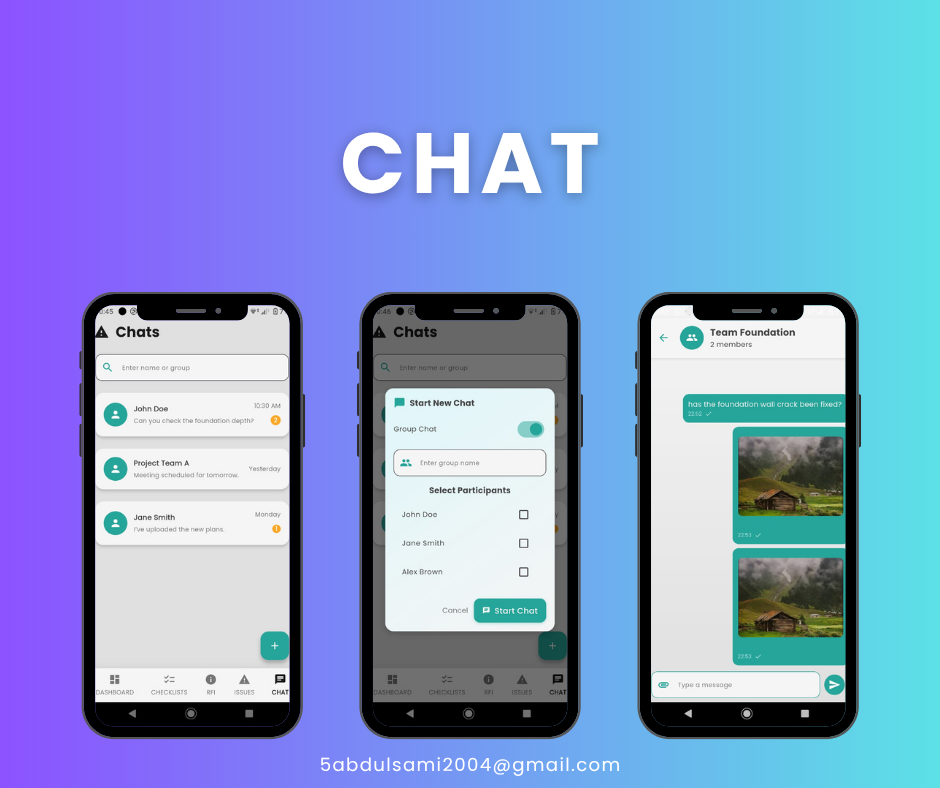 CHAT
Chats
Enter name or group
John Doe
10:30 AM
Can you check the foundation depth?
2
Project Team A
Meeting scheduled for tomorrow.
Yesterday
Jane Smith
Monday
I've uploaded the new plans.
1
DASHBOARD CHECKLISTS RFI ISSUES CHAT
Chats
Enter name or group
Start New Chat
Group Chat
Enter group name
Select Participants
John Doe
Jane Smith
Alex Brown
Cancel Start Chat
DASHBOARD CHECKLISTS RFI ISSUES CHAT
Team Foundation
2 members
has the foundation wall crack been fixed?
22:52
22:53
22:53
Type a message
5abdulsami2004@gmail.com